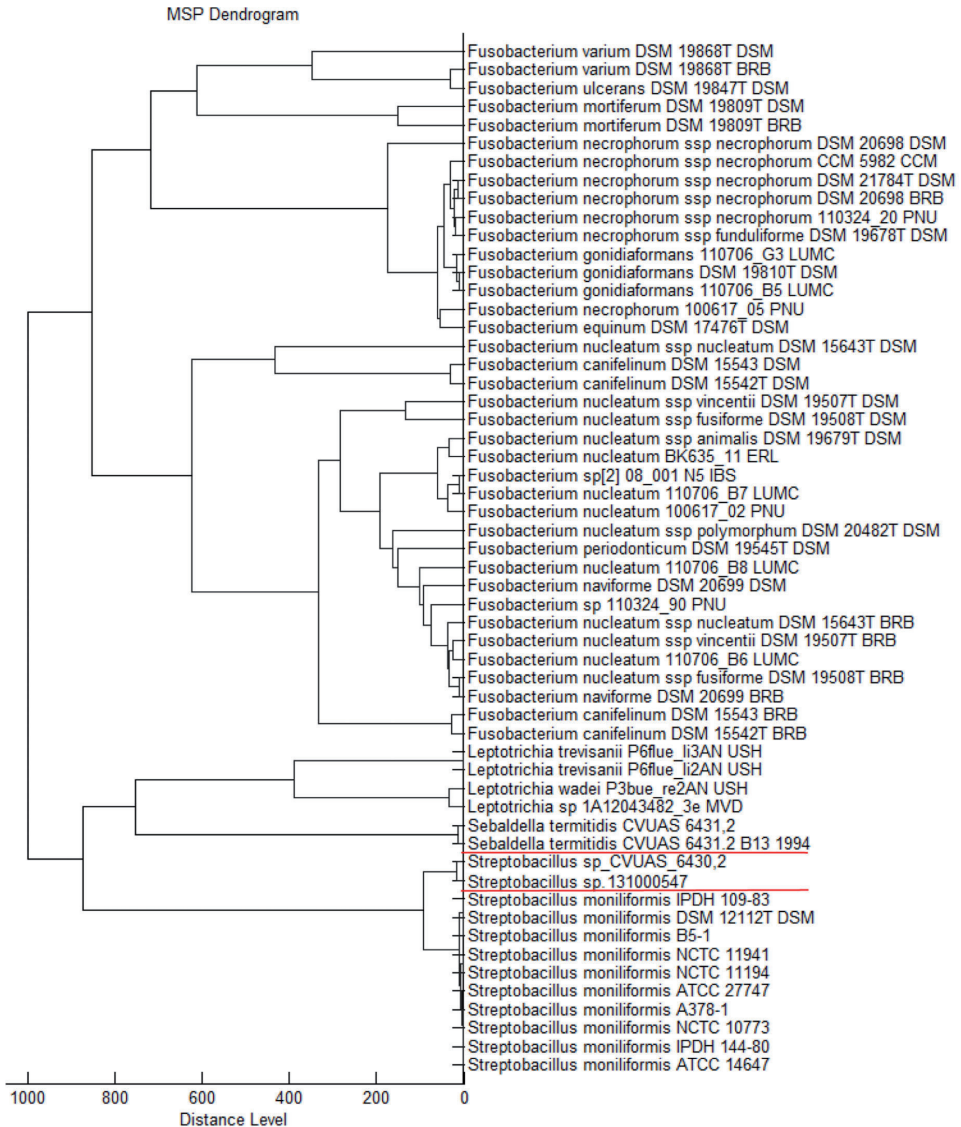 MSP Dendrogram
Fusobacterium varium DSM 19868T DSM
Fusobacterium varium DSM 19868T BRB
Fusobacterium ulcerans DSM 19847T DSM
Fusobacterium mortiferum DSM 19809T DSM
Fusobacterium mortiferum DSM 19809T BRB
Fusobacterium necrophorum ssp necrophorum DSM 20698 DSM
Fusobacterium necrophorum ssp necrophorum CCM 5982 CCM
Fusobacterium necrophorum ssp necrophorum DSM 21784T DSM
Fusobacterium necrophorum ssp necrophorum DSM 20698 BRB
Fusobacterium necrophorum ssp necrophorum 110324_20 PNU
Fusobacterium necrophorum ssp funduliforme DSM 19678T DSM
Fusobacterium gonidiaformans 110706_G3 LUMC
Fusobacterium gonidiaformans DSM 19810T DSM
Fusobacterium gonidiaformans 110706_B5 LUMC
Fusobacterium necrophorum 100617_05 PNU
Fusobacterium equinum DSM 17476T DSM
Fusobacterium nucleatum ssp nucleatum DSM 15643T DSM
Fusobacterium canifelinum DSM 15543 DSM
Fusobacterium canifelinum DSM 15542T DSM
Fusobacterium nucleatum ssp vincentii DSM 19507T DSM
Fusobacterium nucleatum ssp fusiforme DSM 19508T DSM
Fusobacterium nucleatum ssp animalis DSM 19679T DSM
Fusobacterium nucleatum BK635_11 ERL
Fusobacterium sp[2] 08_001 N5 IBS
Fusobacterium nucleatum 110706_B7 LUMC
Fusobacterium nucleatum 100617_02 PNU
Fusobacterium nucleatum ssp polymorphum DSM 20482T DSM
Fusobacterium periodonticum DSM 19545T DSM
Fusobacterium nucleatum 110706_B8 LUMC
Fusobacterium naviforme DSM 20699 DSM
Fusobacterium sp 110324_90 PNU
Fusobacterium nucleatum ssp nucleatum DSM 15643T BRB
Fusobacterium nucleatum ssp vincentii DSM 19507T BRB
Fusobacterium nucleatum 110706_B6 LUMC
Fusobacterium nucleatum ssp fusiforme DSM 19508T BRB
Fusobacterium naviforme DSM 20699 BRB
Fusobacterium canifelinum DSM 15543 BRB
Fusobacterium canifelinum DSM 15542T BRB
Leptotrichia trevisanii P6flue_li3AN USH
Leptotrichia trevisanii P6flue_li2AN USH
Leptotrichia wadei P3bue_re2AN USH
Leptotrichia sp 1A12043482_3e MVD
Sebaldella termitidis CVUAS 6431,2
Sebaldella termitidis CVUAS 6431.2 B13 1994
Streptobacillus sp_CVUAS_6430,2
Streptobacillus sp. 131000547
Streptobacillus moniliformis IPDH 109-83
Streptobacillus moniliformis DSM 12112T DSM
Streptobacillus moniliformis B5-1
Streptobacillus moniliformis NCTC 11941
Streptobacillus moniliformis NCTC 11194
Streptobacillus moniliformis ATCC 27747
Streptobacillus moniliformis A378-1
Streptobacillus moniliformis NCTC 10773
Streptobacillus moniliformis IPDH 144-80
Streptobacillus moniliformis ATCC 14647
1000 800 600 400 200 0
Distance Level